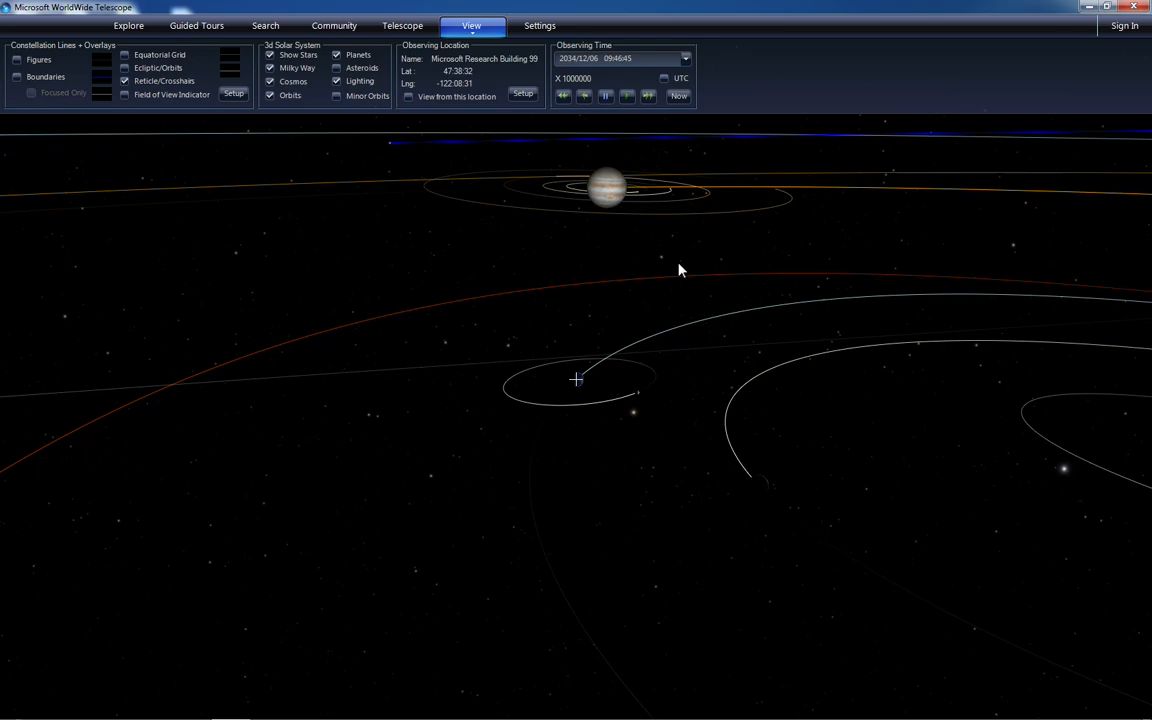 Microsoft WorldWide Telescope
Explore Guided Tours Search Community Telescope View Settings Sign In
Constellation Lines + Overlays
Figures
Boundaries
Focused Only
Equatorial Grid
Ecliptic/Orbits
Reticle/Crosshairs
Field of View Indicator
Setup
3d Solar System
Show Stars
Milky Way
Cosmos
Orbits
Planets
Asteroids
Lighting
Minor Orbits
Observing Location
Name: Microsoft Research Building 99
Lat : 47:38:32
Lng: -122:08:31
View from this location
Setup
Observing Time
2034/12/06 09:46:45
X 1000000
UTC
Now